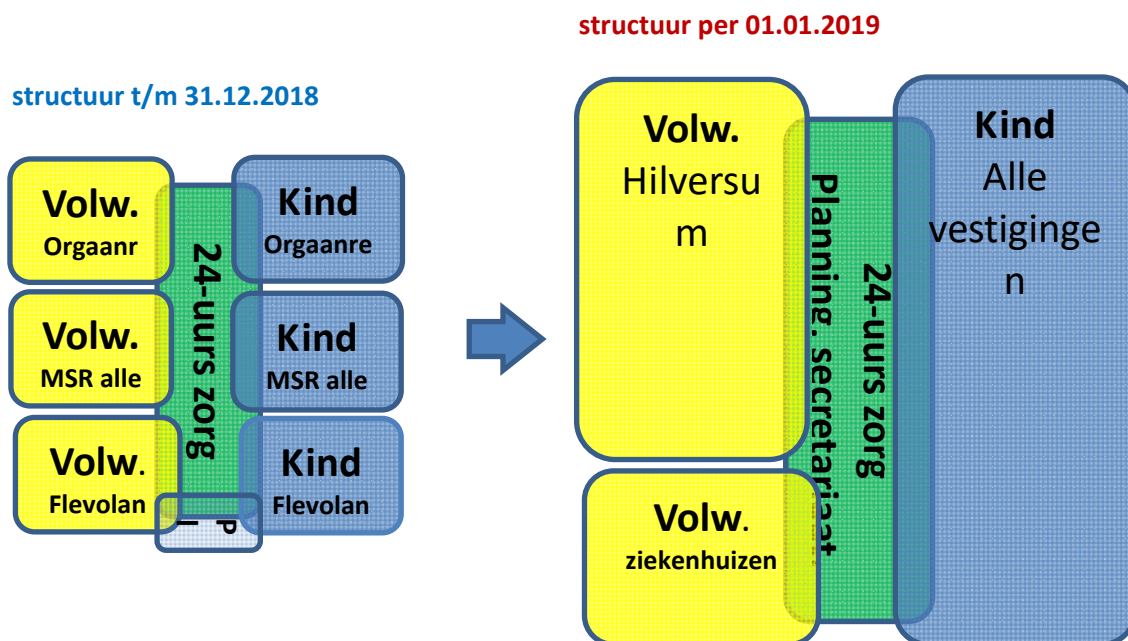 structuur per 01.01.2019
structuur t/m 31.12.2018
Volw.
Orgaanr
Kind
Orgaanre
Volw.
MSR alle
Kind
MSR alle
Volw.
Flevolan
Kind
Flevolan
24-uurs zorg
Volw.
Hilversu
m
Volw.
ziekenhuizen
24-uurs zorg
Planning, secretariaat
Kind
Alle
vestiginge
n